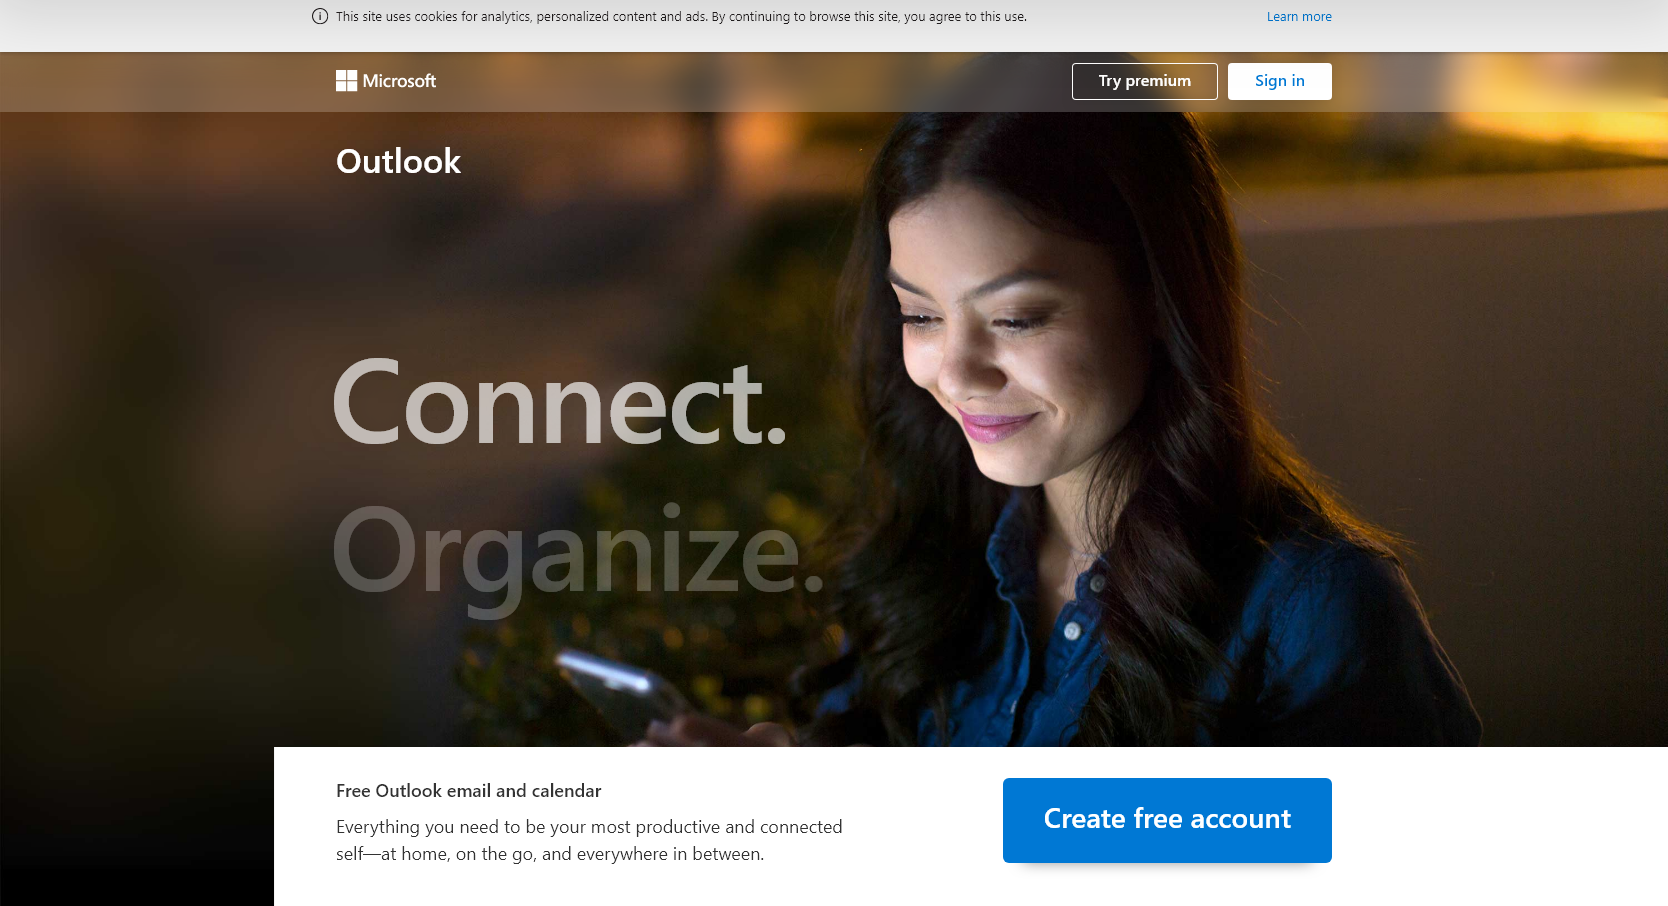 This site uses cookies for analytics, personalized content and ads. By continuing to browse this site, you agree to this use.
Learn more
Microsoft
Try premium
Sign in
Outlook
Connect.
Organize.
Free Outlook email and calendar
Everything you need to be your most productive and connected
self—at home, on the go, and everywhere in between.
Create free account